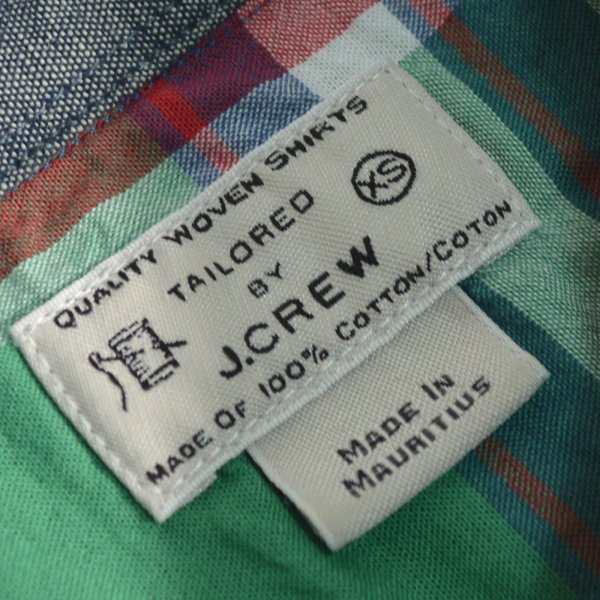 QUALITY WOVEN SHIRTS
TAILORED
XS
BY
J.CREW
MADE OF 100% COTTON/COTON
MADE IN
MAURITIUS